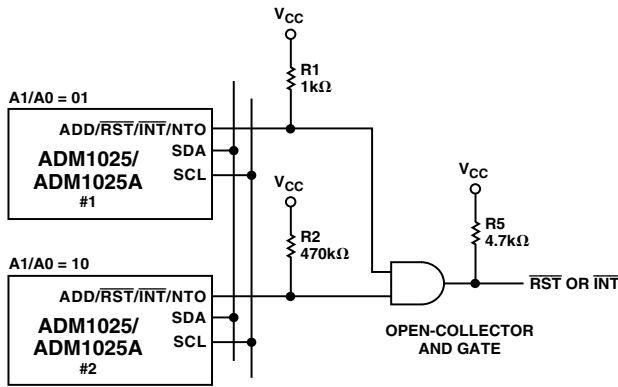 VCC
R1
1kΩ
A1/A0 = 01
ADD/RST/INT/NTO
SDA
SCL
ADM1025/
ADM1025A
#1
VCC
R2
470kΩ
VCC
R5
4.7kΩ
A1/A0 = 10
ADD/RST/INT/NTO
SDA
SCL
ADM1025/
ADM1025A
#2
RST OR INT
OPEN-COLLECTOR
AND GATE